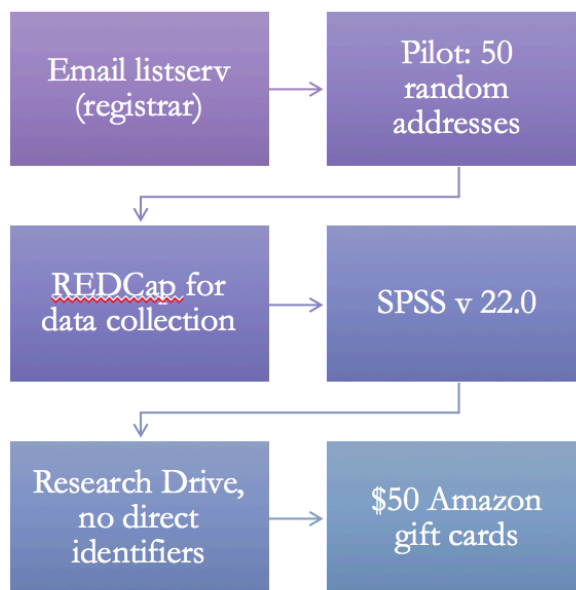 Email listserv
(registrar)
Pilot: 50
random
addresses
REDCap for
data collection
SPSS v 22.0
Research Drive,
no direct
identifiers
$50 Amazon
gift cards